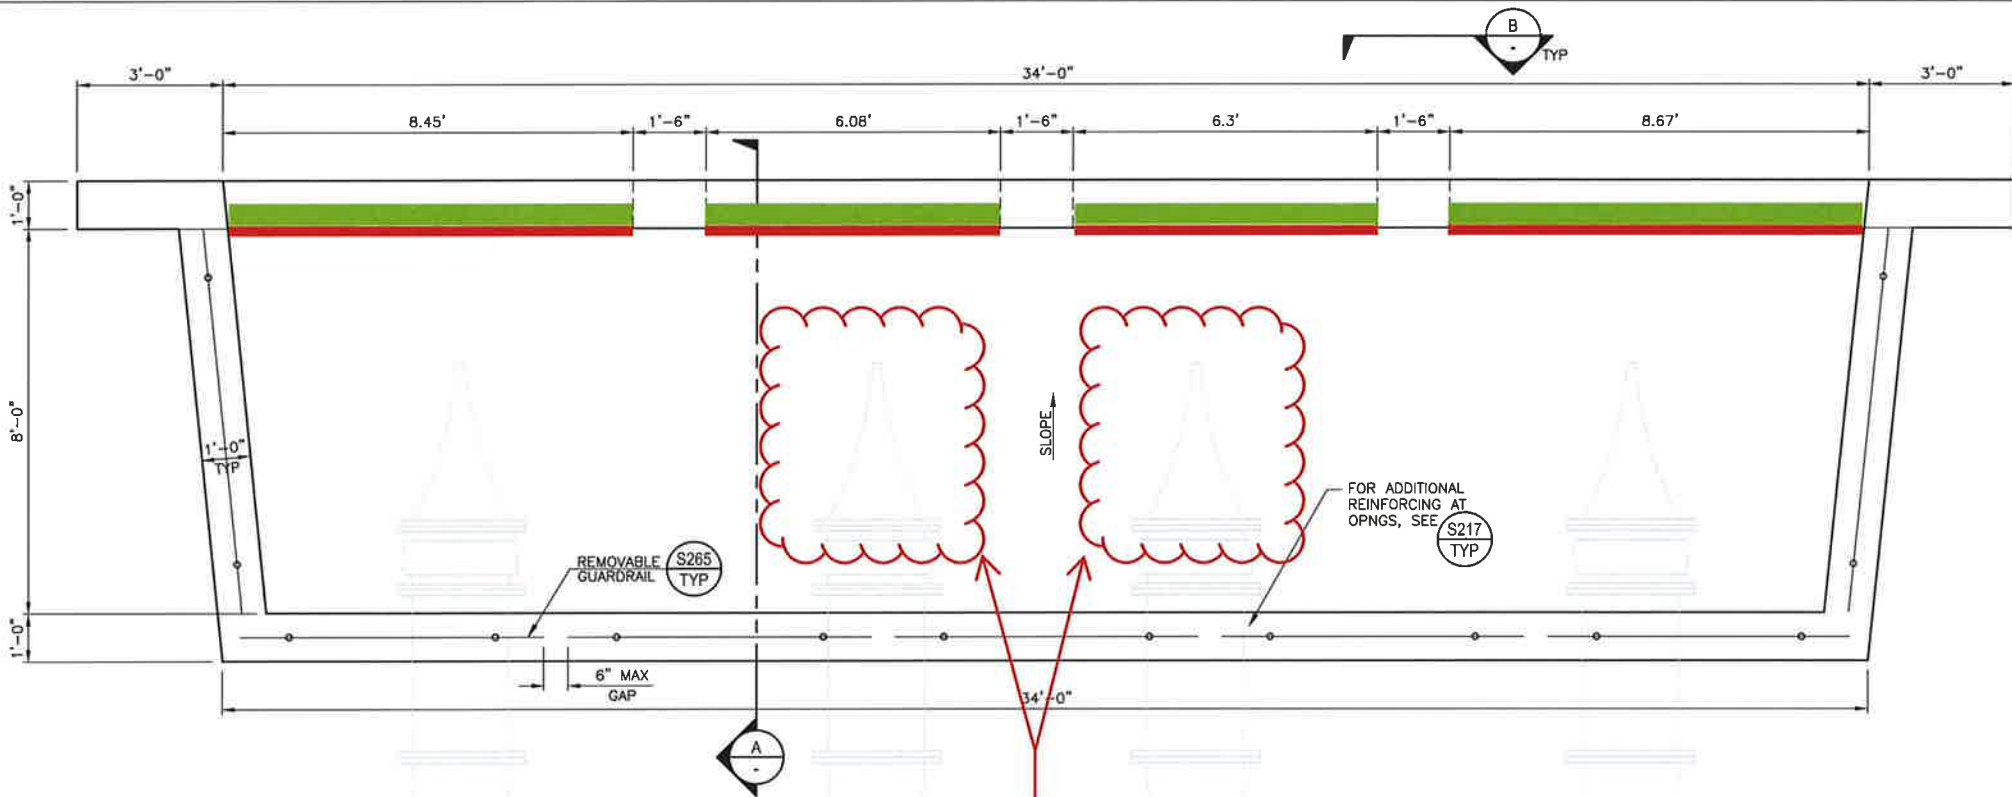 B
-
TYP
3'-0"
34'-0"
3'-0"
8.45'
1'-6"
6.08'
1'-6"
6.3'
1'-6"
8.67'
1'-0"
8'-0"
1'-0"
TYP
SLOPE
FOR ADDITIONAL
REINFORCING AT
OPNGS, SEE
S217
TYP
REMOVABLE
GUARDRAIL
S265
TYP
1'-0"
6" MAX
GAP
34'-0"
A
-